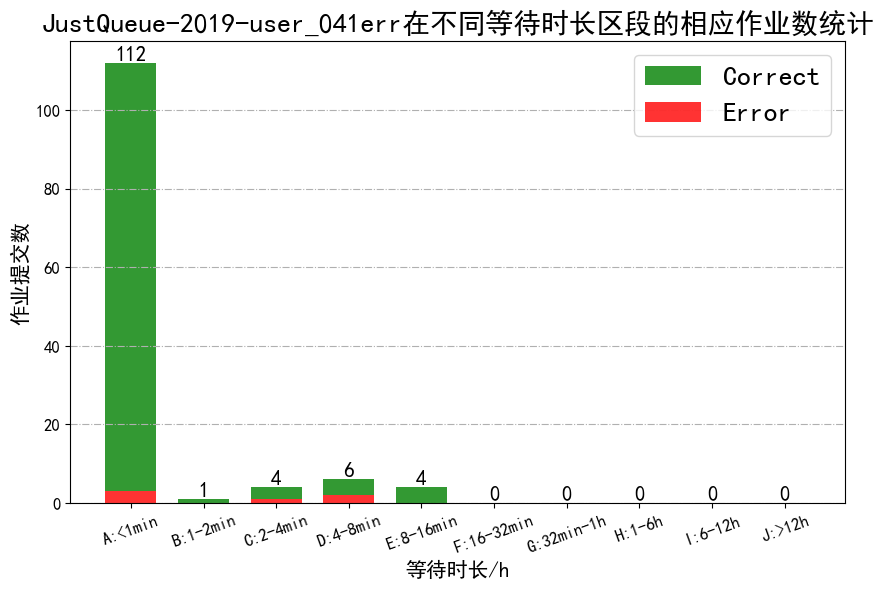 JustQueue-2019-user_041err在不同等待时长区段的相应作业数统计
112
Correct
Error
100
80
60
40
20
0
作业提交数
1
4
6
4
0
0
0
0
0
A:<1min
B:1-2min
C:2-4min
D:4-8min
E:8-16min
F:16-32min
G:32min-1h
H:1-6h
I:6-12h
J:>12h
等待时长/h